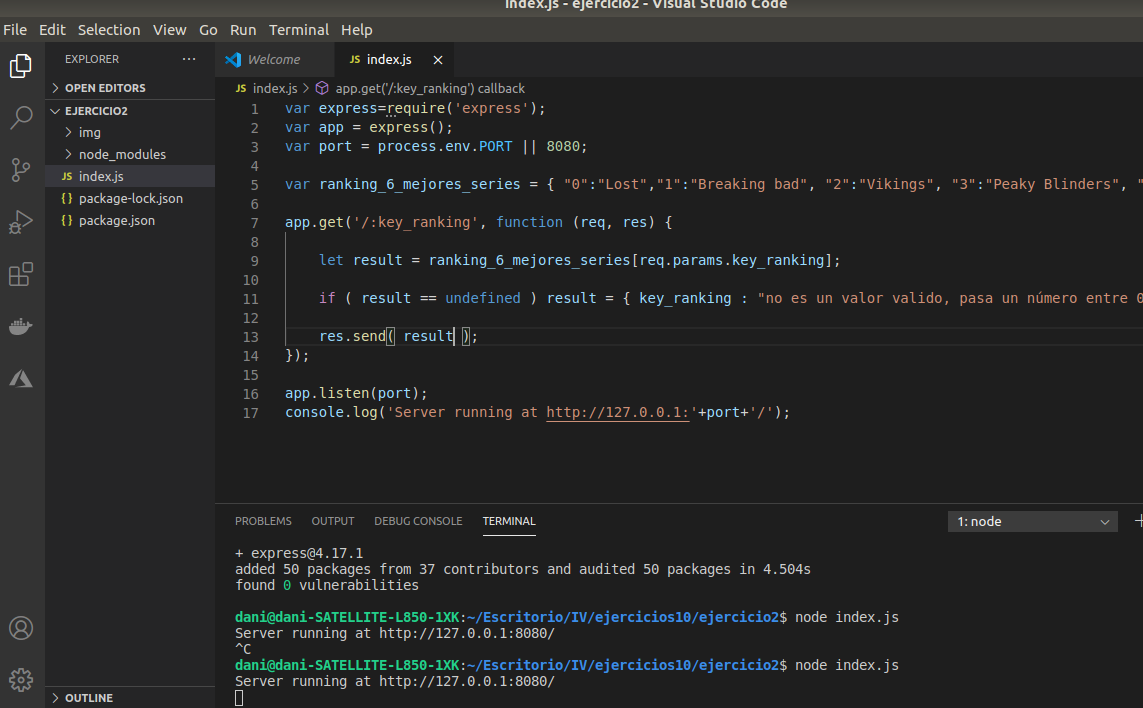 index.js - ejercicio2 - Visual Studio Code
File Edit Selection View Go Run Terminal Help
EXPLORER ···
OPEN EDITORS
EJERCICIO2
img
node_modules
JS index.js
{} package-lock.json
{} package.json
OUTLINE
Welcome JS index.js ×
JS index.js > app.get('/:key_ranking') callback
1 var express=require('express');
2 var app = express();
3 var port = process.env.PORT || 8080;
4
5 var ranking_6_mejores_series = { "0":"Lost","1":"Breaking bad", "2":"Vikings", "3":"Peaky Blinders", "
6
7 app.get('/:key_ranking', function (req, res) {
8
9 let result = ranking_6_mejores_series[req.params.key_ranking];
10
11 if ( result == undefined ) result = { key_ranking : "no es un valor valido, pasa un número entre 0
12
13 res.send( result );
14 });
15
16 app.listen(port);
17 console.log('Server running at http://127.0.0.1:'+port+'/');
PROBLEMS OUTPUT DEBUG CONSOLE TERMINAL 1: node
+ express@4.17.1
added 50 packages from 37 contributors and audited 50 packages in 4.504s
found 0 vulnerabilities
dani@dani-SATELLITE-L850-1XK:~/Escritorio/IV/ejercicios10/ejercicio2$ node index.js
Server running at http://127.0.0.1:8080/
^C
dani@dani-SATELLITE-L850-1XK:~/Escritorio/IV/ejercicios10/ejercicio2$ node index.js
Server running at http://127.0.0.1:8080/